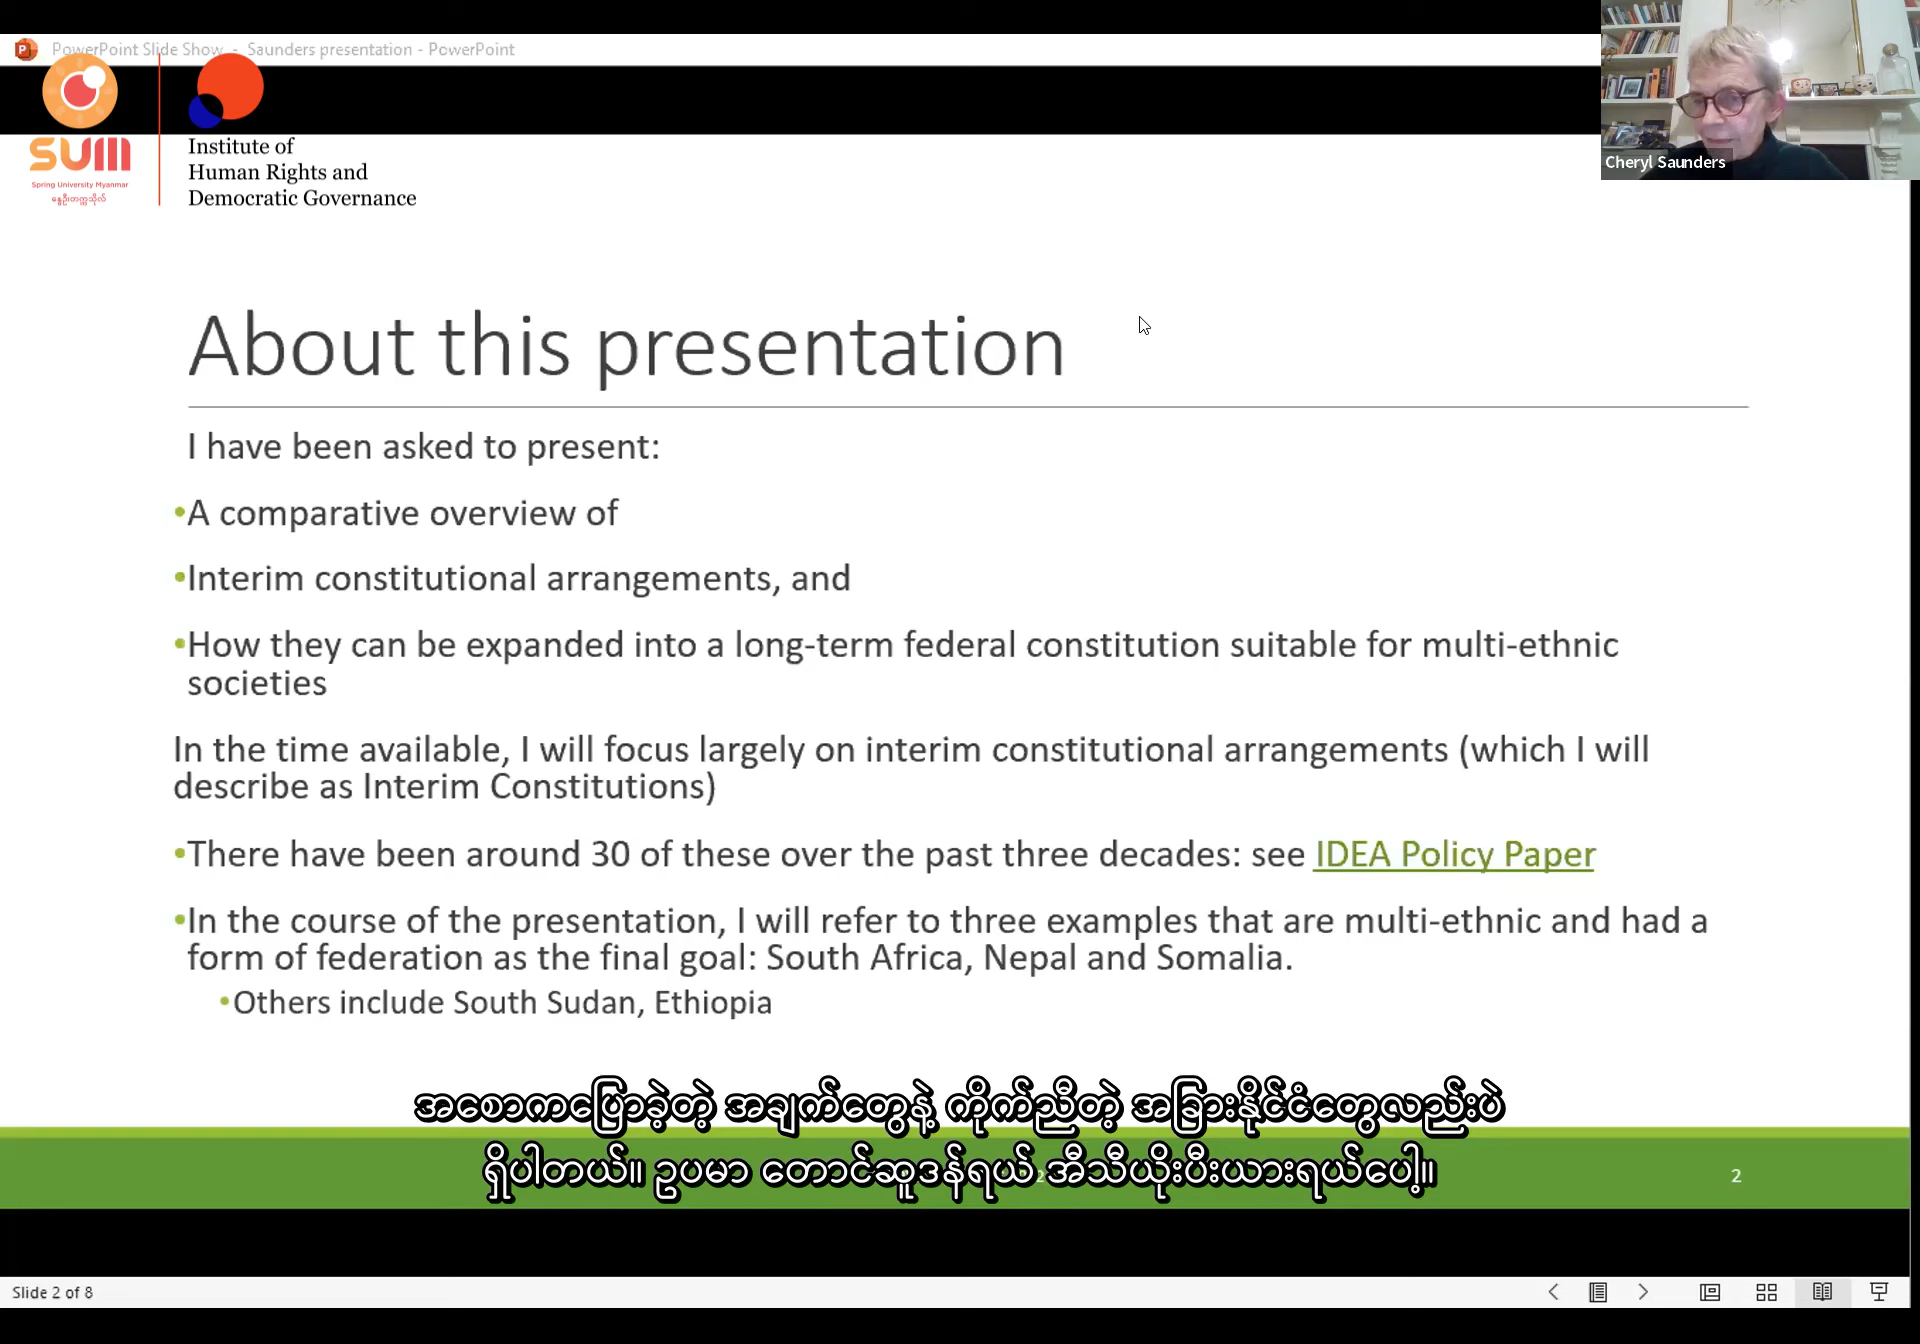 PowerPoint Slide Show - Saunders presentation - PowerPoint
SUM
Spring University Myanmar
နွေဦးတက္ကသိုလ်
Institute of
Human Rights and
Democratic Governance
Cheryl Saunders
About this presentation
I have been asked to present:
•A comparative overview of
•Interim constitutional arrangements, and
•How they can be expanded into a long-term federal constitution suitable for multi-ethnic
societies
In the time available, I will focus largely on interim constitutional arrangements (which I will
describe as Interim Constitutions)
•There have been around 30 of these over the past three decades: see IDEA Policy Paper
•In the course of the presentation, I will refer to three examples that are multi-ethnic and had a
form of federation as the final goal: South Africa, Nepal and Somalia.
•Others include South Sudan, Ethiopia
အစောကပြောခဲ့တဲ့ အချက်တွေနဲ့ ကိုက်ညီတဲ့ အခြားနိုင်ငံတွေလည်းပဲ
ရှိပါတယ်။ ဥပမာ တောင်ဆူဒန်ရယ် အီသီယိုးပီးယားရယ်ပေါ့။
2
Slide 2 of 8